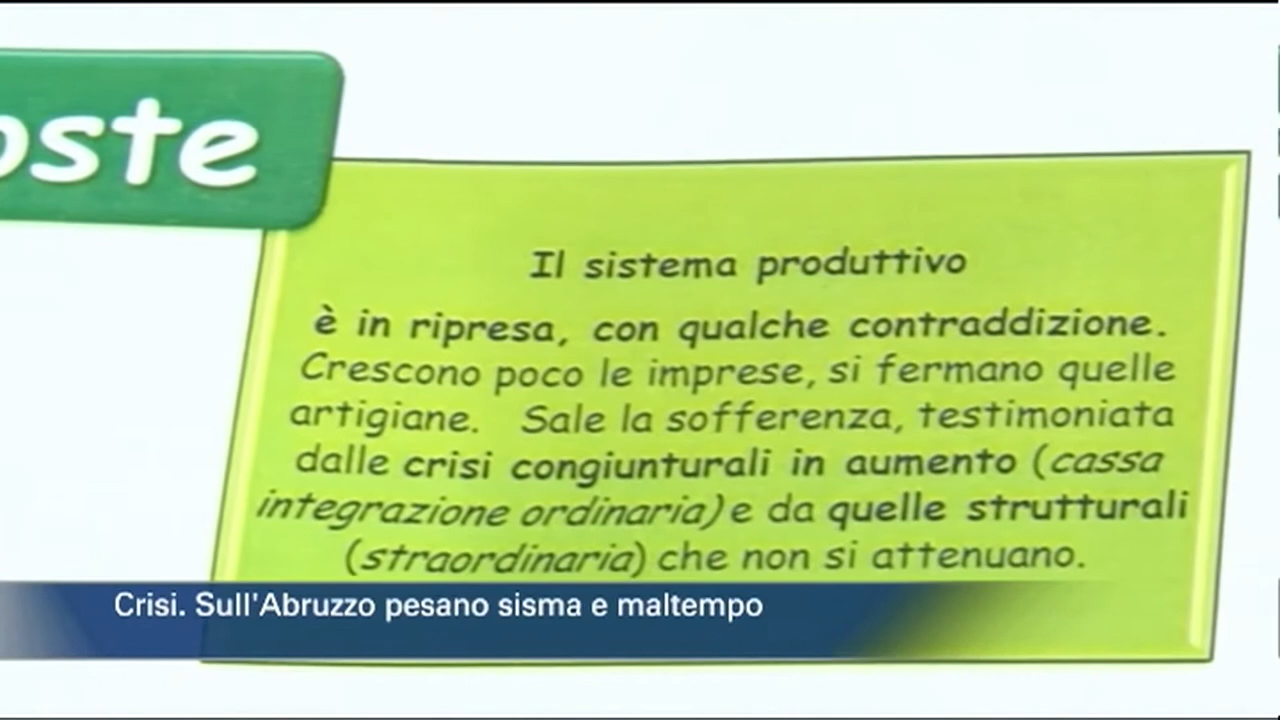 Il sistema produttivo
è in ripresa, con qualche contraddizione.
Crescono poco le imprese, si fermano quelle
artigiane. Sale la sofferenza, testimoniata
dalle crisi congiunturali in aumento (cassa
integrazione ordinaria) e da quelle strutturali
(straordinaria) che non si attenuano.
Crisi. Sull'Abruzzo pesano sisma e maltempo